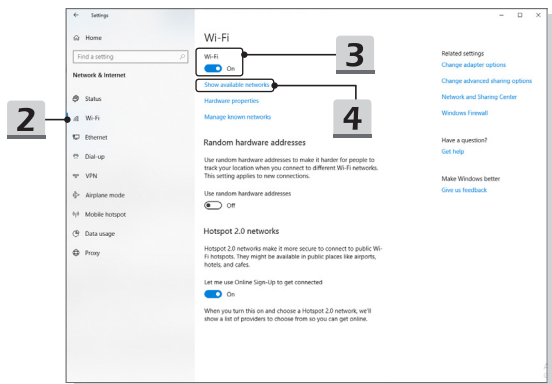 Settings
Home
Find a setting
Network & Internet
Status
Wi-Fi
Ethernet
Dial-up
VPN
Airplane mode
Mobile hotspot
Data usage
Proxy
2
Wi-Fi
Wi-Fi
On
3
Show available networks
4
Hardware properties
Manage known networks
Random hardware addresses
Use random hardware addresses to make it harder for people to
track your location when you connect to different Wi-Fi networks.
This setting applies to new connections.
Use random hardware addresses
Off
Hotspot 2.0 networks
Hotspot 2.0 networks make it more secure to connect to public Wi-
Fi hotspots. They might be available in public places like airports,
hotels, and cafes.
Let me use Online Sign-Up to get connected
On
When you turn this on and choose a Hotspot 2.0 network, we'll
show a list of providers to choose from so you can get online.
Related settings
Change adapter options
Change advanced sharing options
Network and Sharing Center
Windows Firewall
Have a question?
Get help
Make Windows better
Give us feedback